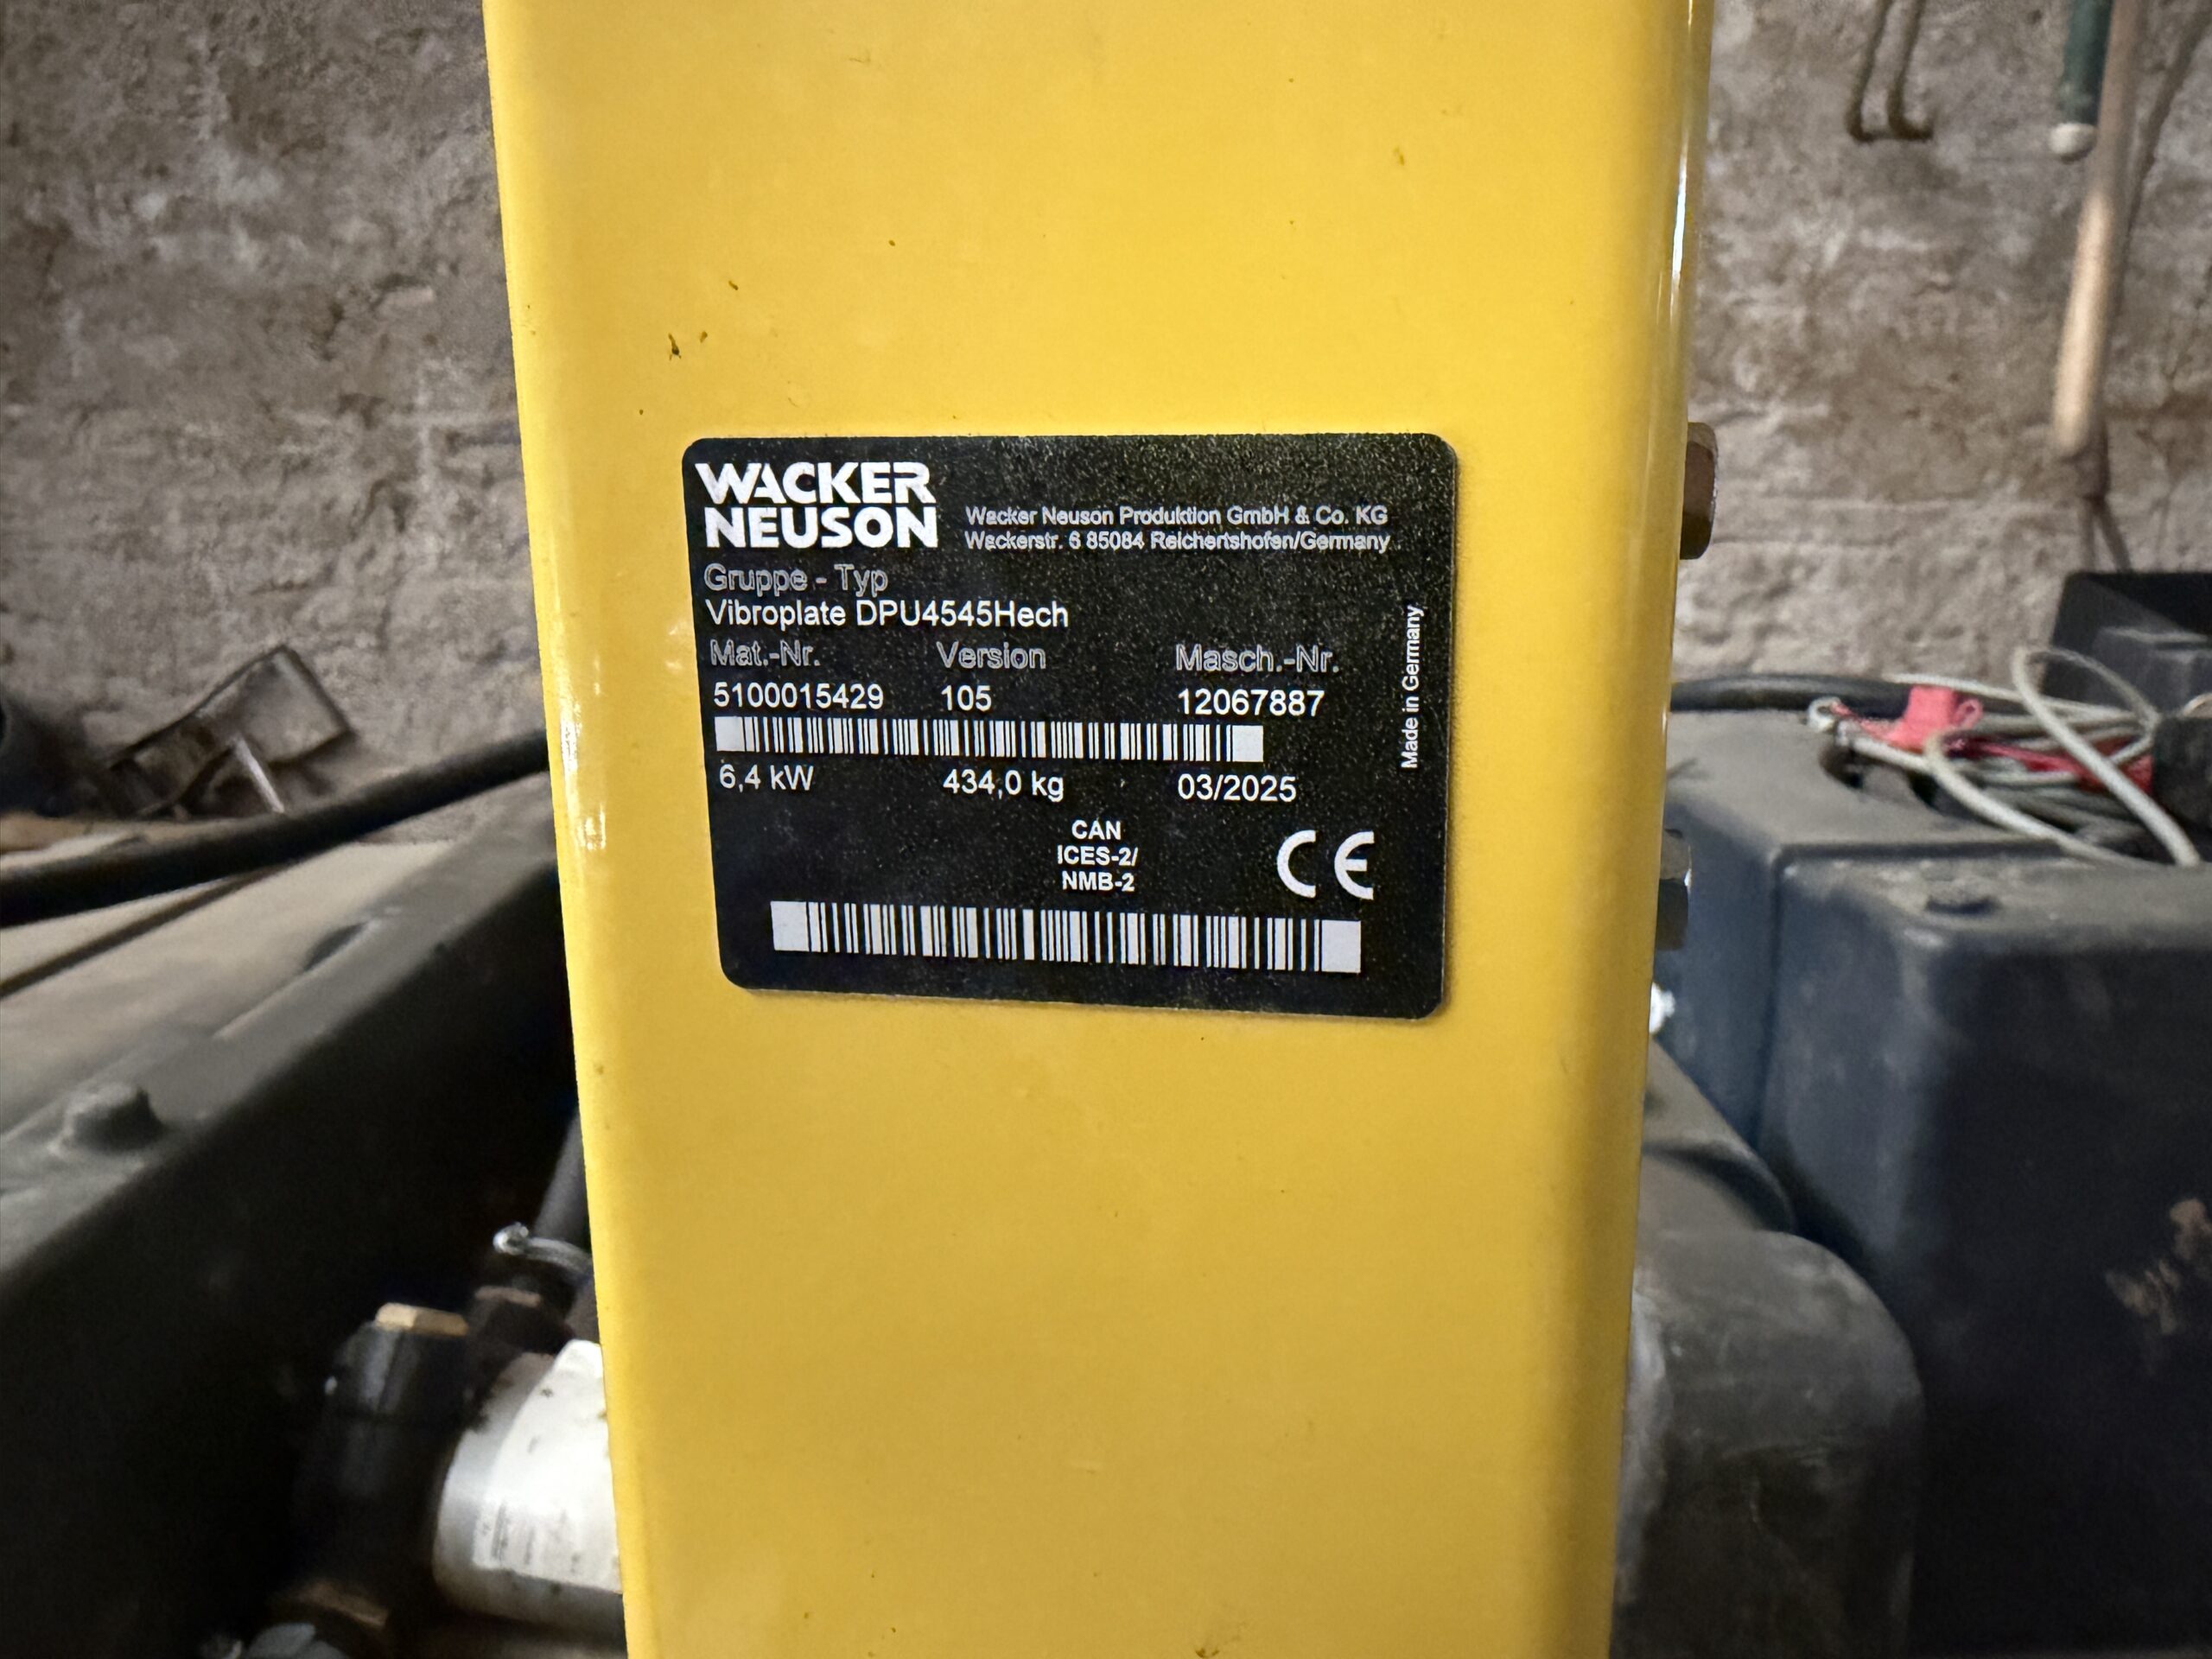 WACKER
NEUSON
Wacker Neuson Produktion GmbH & Co. KG
Wackerstr. 6 85084 Reichertshofen/Germany
Gruppe - Typ
Vibroplate DPU4545Hech
Mat.-Nr. Version Masch.-Nr.
5100015429 105 12067887
6,4 kW 434,0 kg 03/2025
Made in Germany
CAN
ICES-2/
NMB-2
CE